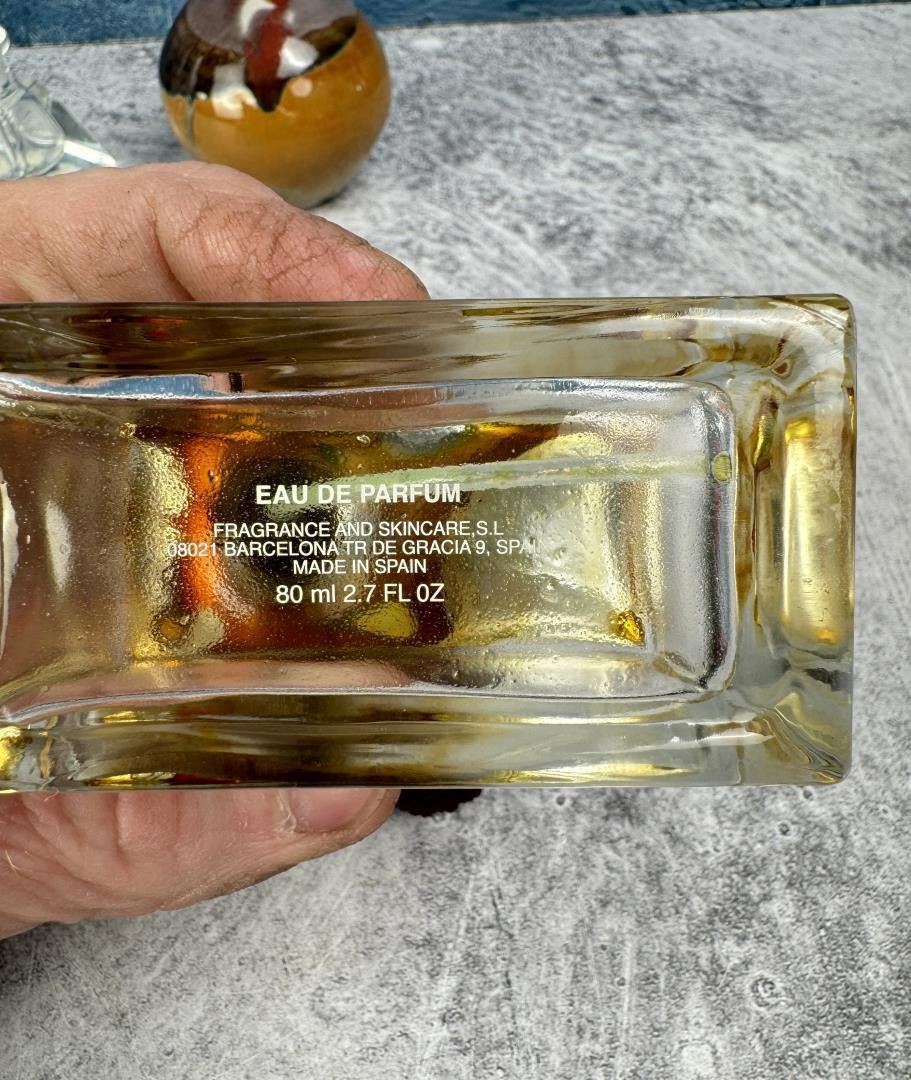 EAU DE PARFUM
FRAGRANCE AND SKINCARE,S.L
08021 BARCELONA TR DE GRACIA 9, SPAIN
MADE IN SPAIN
80 ml 2.7 FL 0Z